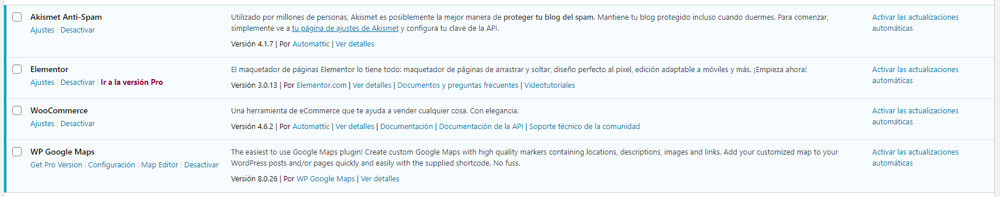 Akismet Anti-Spam
Ajustes | Desactivar
Utilizado por millones de personas, Akismet es posiblemente la mejor manera de proteger tu blog del spam. Mantiene tu blog protegido incluso cuando duermes. Para comenzar,
simplemente ve a tu página de ajustes de Akismet y configura tu clave de la API.
Versión 4.1.7 | Por Automattic | Ver detalles
Activar las actualizaciones
automáticas
Elementor
Ajustes | Desactivar | Ir a la versión Pro
El maquetador de páginas Elementor lo tiene todo: maquetador de páginas de arrastrar y soltar, diseño perfecto al píxel, edición adaptable a móviles y más. ¡Empieza ahora!
Versión 3.0.13 | Por Elementor.com | Ver detalles | Documentos y preguntas frecuentes | Videotutoriales
Activar las actualizaciones
automáticas
WooCommerce
Ajustes | Desactivar
Una herramienta de eCommerce que te ayuda a vender cualquier cosa. Con elegancia.
Versión 4.6.2 | Por Automattic | Ver detalles | Documentación | Documentación de la API | Soporte técnico de la comunidad
Activar las actualizaciones
automáticas
WP Google Maps
Get Pro Version | Configuración | Map Editor | Desactivar
The easiest to use Google Maps plugin! Create custom Google Maps with high quality markers containing locations, descriptions, images and links. Add your customized map to your
WordPress posts and/or pages quickly and easily with the supplied shortcode. No fuss.
Versión 8.0.26 | Por WP Google Maps | Ver detalles
Activar las actualizaciones
automáticas